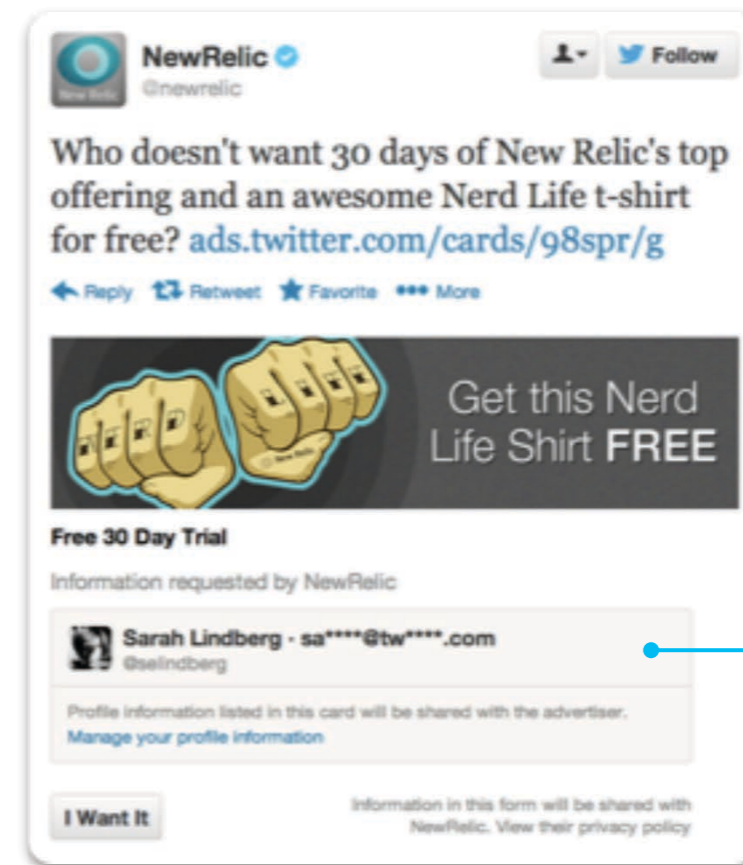 NewRelic
@newrelic
Follow
Who doesn't want 30 days of New Relic's top
offering and an awesome Nerd Life t-shirt
for free? ads.twitter.com/cards/98spr/g
Reply Retweet Favorite More
NERD LIFE
New Relic
Get this Nerd
Life Shirt FREE
Free 30 Day Trial
Information requested by NewRelic
Sarah Lindberg · sa****@tw****.com
@selindberg
Profile information listed in this card will be shared with the advertiser.
Manage your profile information
I Want It
Information in this form will be shared with
NewRelic. View their privacy policy